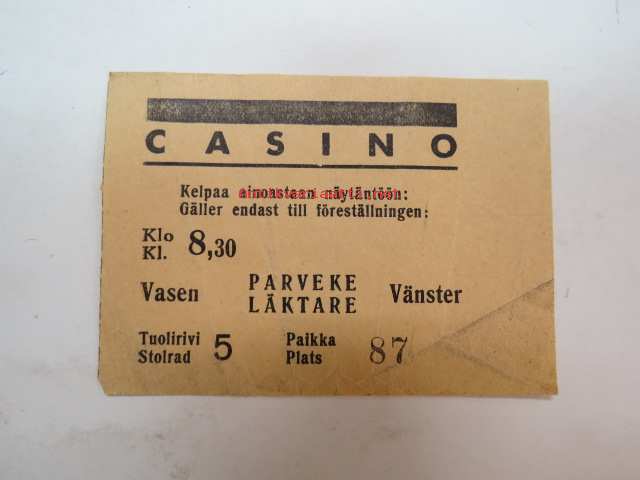 CASINO
Kelpaa ainoastaan näytäntöön:
Gäller endast till föreställningen:
Klo
Kl. 8,30
Vasen PARVEKE LÄKTARE Vänster
Tuolirivi
Stolrad 5
Paikka
Plats 87